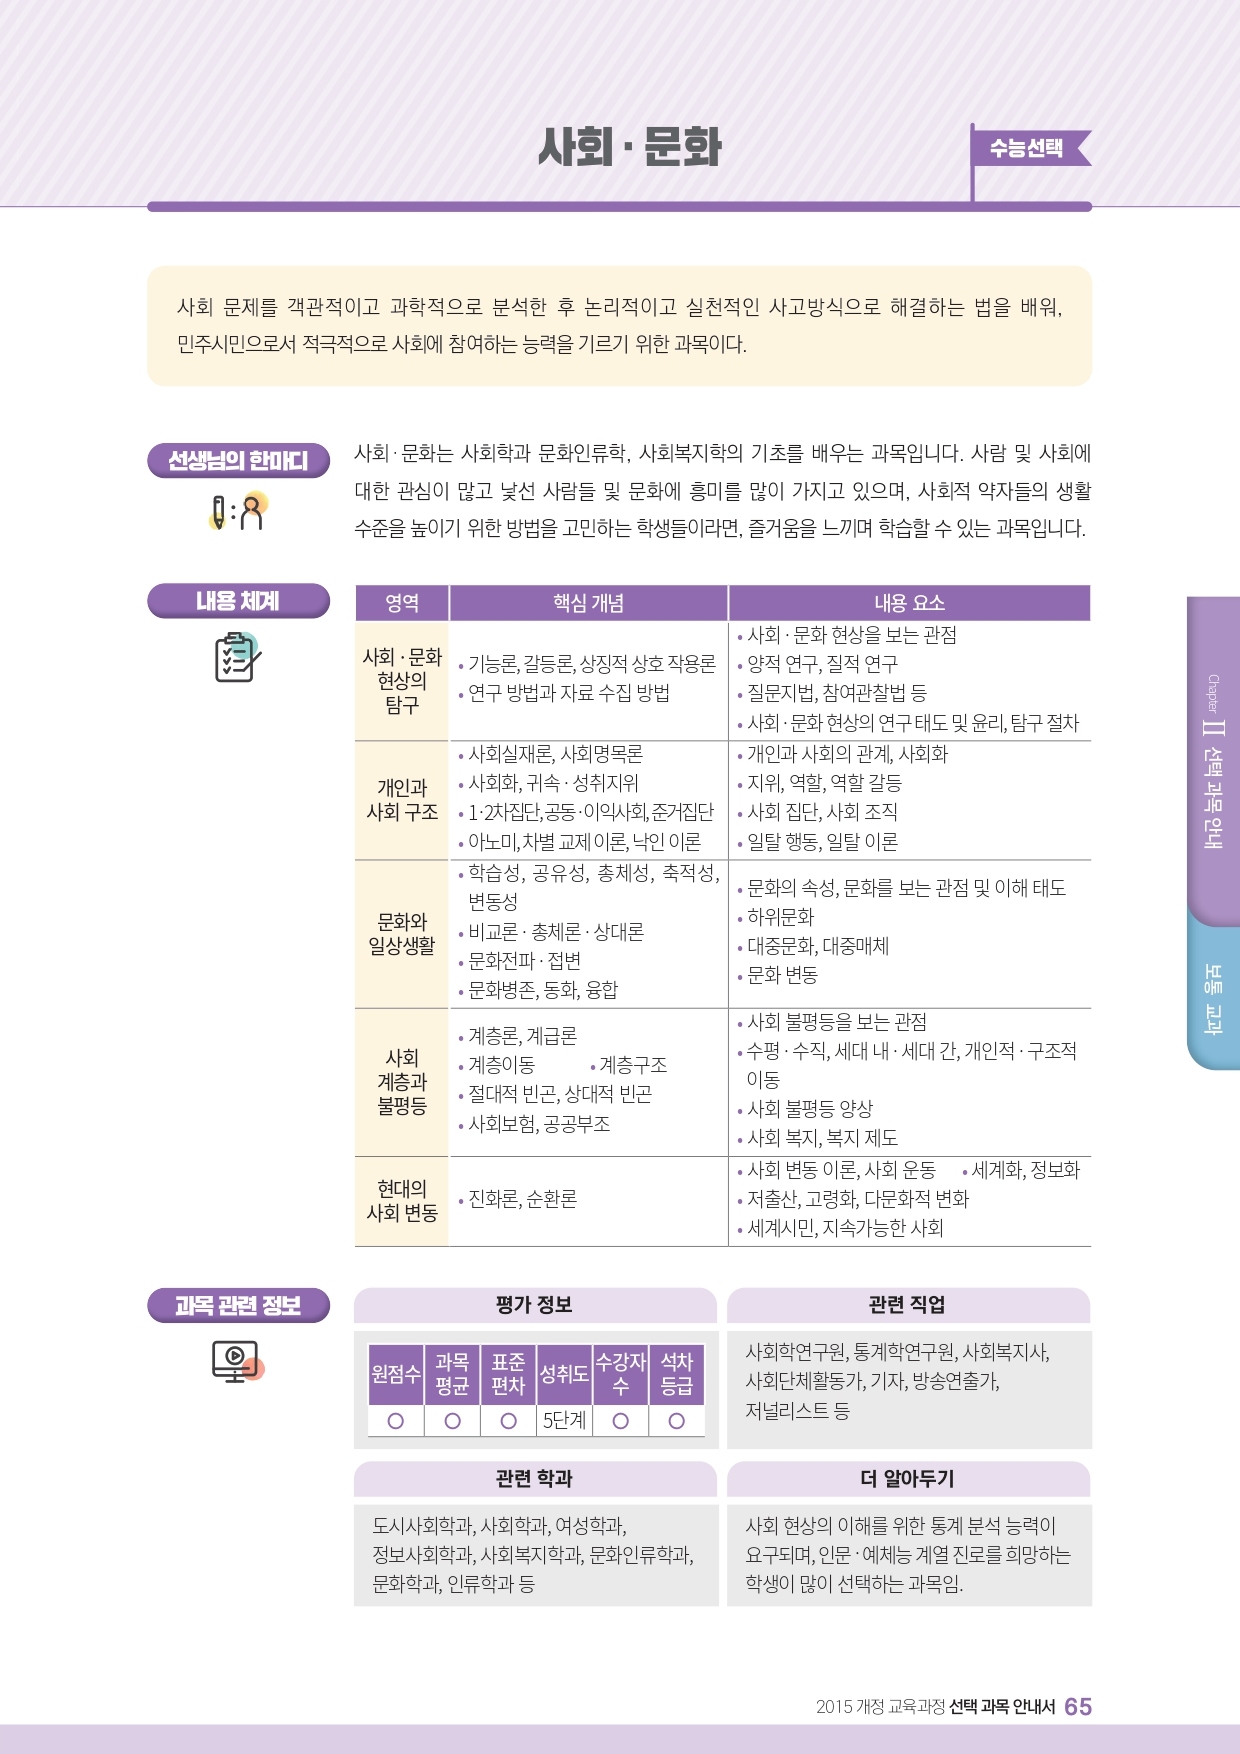 사회 · 문화
수능선택
사회 문제를 객관적이고 과학적으로 분석한 후 논리적이고 실천적인 사고방식으로 해결하는 법을 배워,
민주시민으로서 적극적으로 사회에 참여하는 능력을 기르기 위한 과목이다.
선생님의 한마디
사회 · 문화는 사회학과 문화인류학, 사회복지학의 기초를 배우는 과목입니다. 사람 및 사회에
대한 관심이 많고 낯선 사람들 및 문화에 흥미를 많이 가지고 있으며, 사회적 약자들의 생활
수준을 높이기 위한 방법을 고민하는 학생들이라면, 즐거움을 느끼며 학습할 수 있는 과목입니다.
내용 체계
영역 핵심 개념 내용 요소
사회 · 문화
현상의
탐구
• 기능론, 갈등론, 상징적 상호 작용론
• 연구 방법과 자료 수집 방법
• 사회 · 문화 현상을 보는 관점
• 양적 연구, 질적 연구
• 질문지법, 참여관찰법 등
• 사회 · 문화 현상의 연구 태도 및 윤리, 탐구 절차
개인과
사회 구조
• 사회실재론, 사회명목론
• 사회화, 귀속 · 성취지위
• 1·2차집단, 공동·이익사회, 준거집단
• 아노미, 차별 교제 이론, 낙인 이론
• 개인과 사회의 관계, 사회화
• 지위, 역할, 역할 갈등
• 사회 집단, 사회 조직
• 일탈 행동, 일탈 이론
문화와
일상생활
• 학습성, 공유성, 총체성, 축적성,
변동성
• 비교론 · 총체론 · 상대론
• 문화전파 · 접변
• 문화병존, 동화, 융합
• 문화의 속성, 문화를 보는 관점 및 이해 태도
• 하위문화
• 대중문화, 대중매체
• 문화 변동
사회
계층과
불평등
• 계층론, 계급론
• 계층이동 • 계층구조
• 절대적 빈곤, 상대적 빈곤
• 사회보험, 공공부조
• 사회 불평등을 보는 관점
• 수평 · 수직, 세대 내 · 세대 간, 개인적 · 구조적
이동
• 사회 불평등 양상
• 사회 복지, 복지 제도
현대의
사회 변동
• 진화론, 순환론
• 사회 변동 이론, 사회 운동 • 세계화, 정보화
• 저출산, 고령화, 다문화적 변화
• 세계시민, 지속가능한 사회
과목 관련 정보
평가 정보
원점수 과목 평균 표준 편차 성취도 수강자 수 석차 등급
○ ○ ○ 5단계 ○ ○
관련 직업
사회학연구원, 통계학연구원, 사회복지사,
사회단체활동가, 기자, 방송연출가,
저널리스트 등
관련 학과
도시사회학과, 사회학과, 여성학과,
정보사회학과, 사회복지학과, 문화인류학과,
문화학과, 인류학과 등
더 알아두기
사회 현상의 이해를 위한 통계 분석 능력이
요구되며, 인문 · 예체능 계열 진로를 희망하는
학생이 많이 선택하는 과목임.
Chapter Ⅱ 선택 과목 안내
보통 교과
2015 개정 교육과정 선택 과목 안내서 65